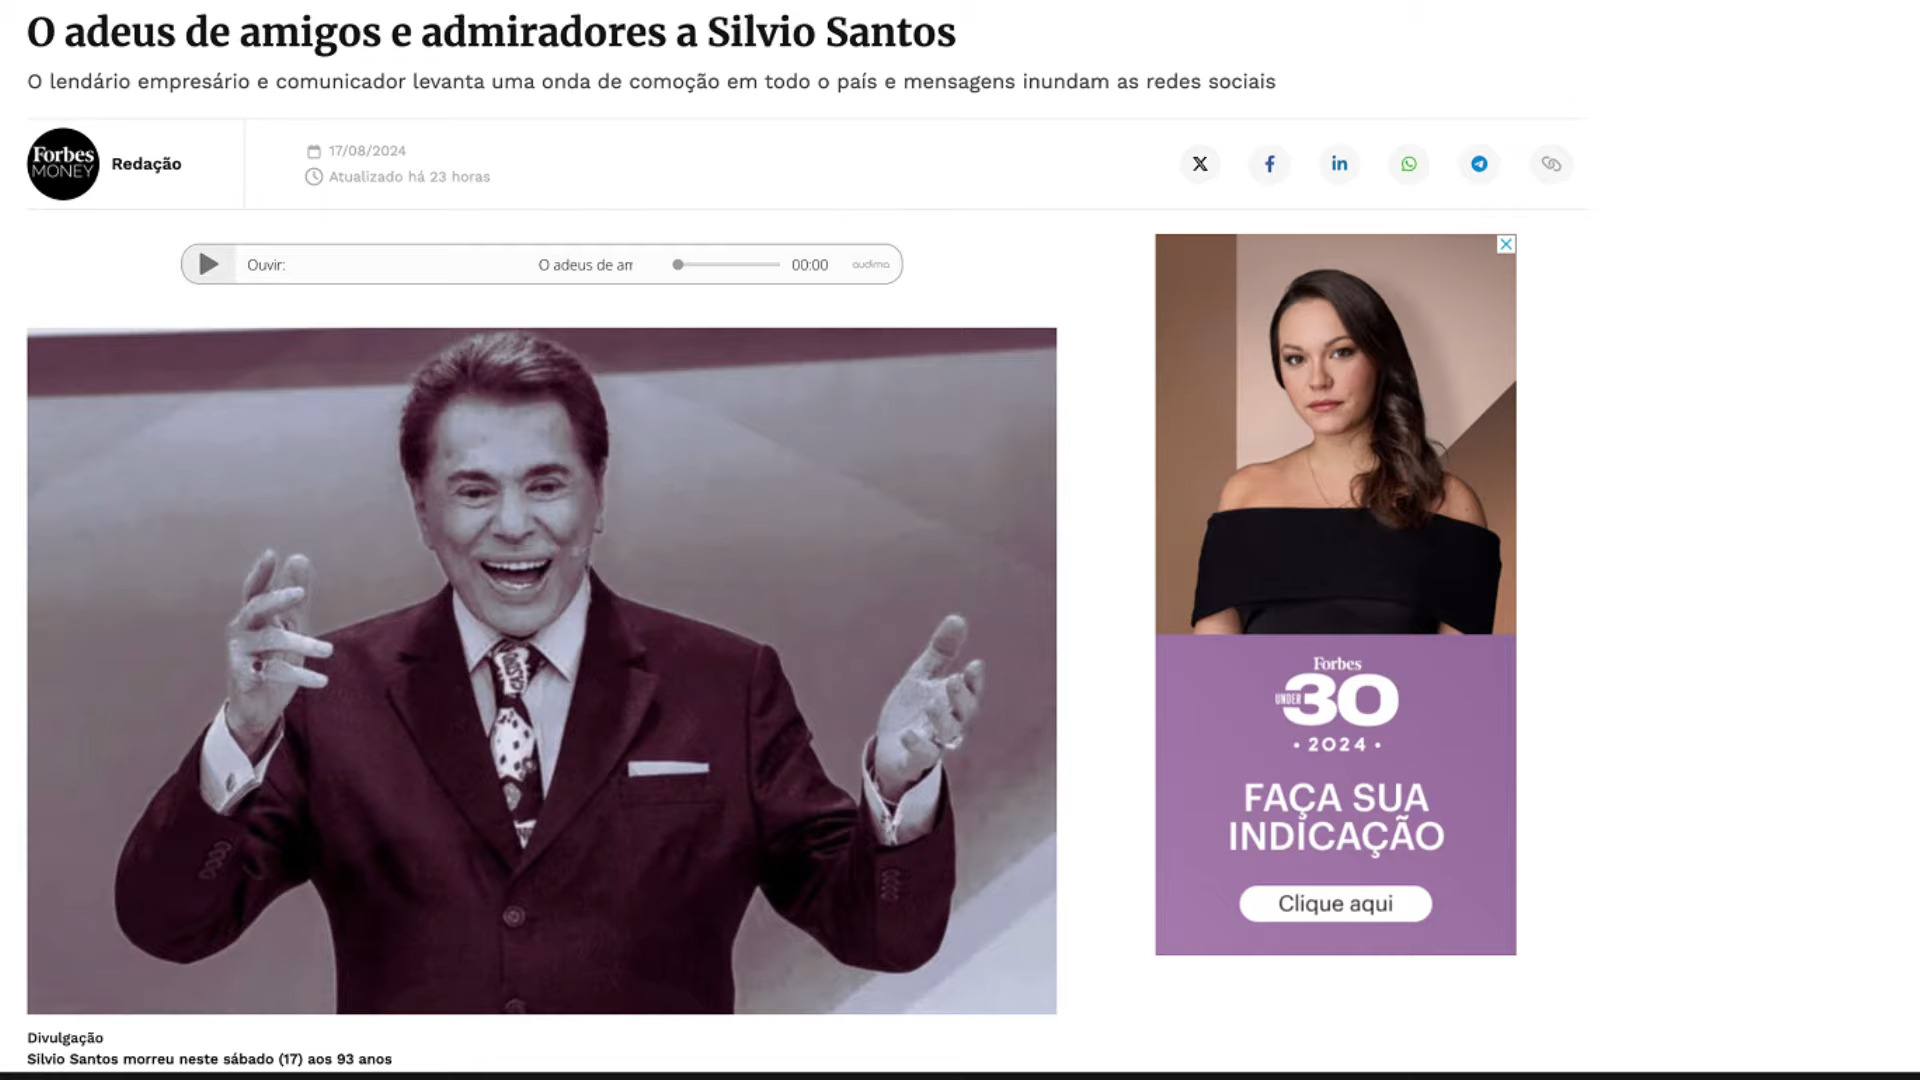 O adeus de amigos e admiradores a Silvio Santos
O lendário empresário e comunicador levanta uma onda de comoção em todo o país e mensagens inundam as redes sociais
Forbes
MONEY
Redação
17/08/2024
Atualizado há 23 horas
Ouvir:
O adeus de am
00:00
audima
Forbes
UNDER
30
• 2024 •
FAÇA SUA
INDICAÇÃO
Clique aqui
Divulgação
Silvio Santos morreu neste sábado (17) aos 93 anos